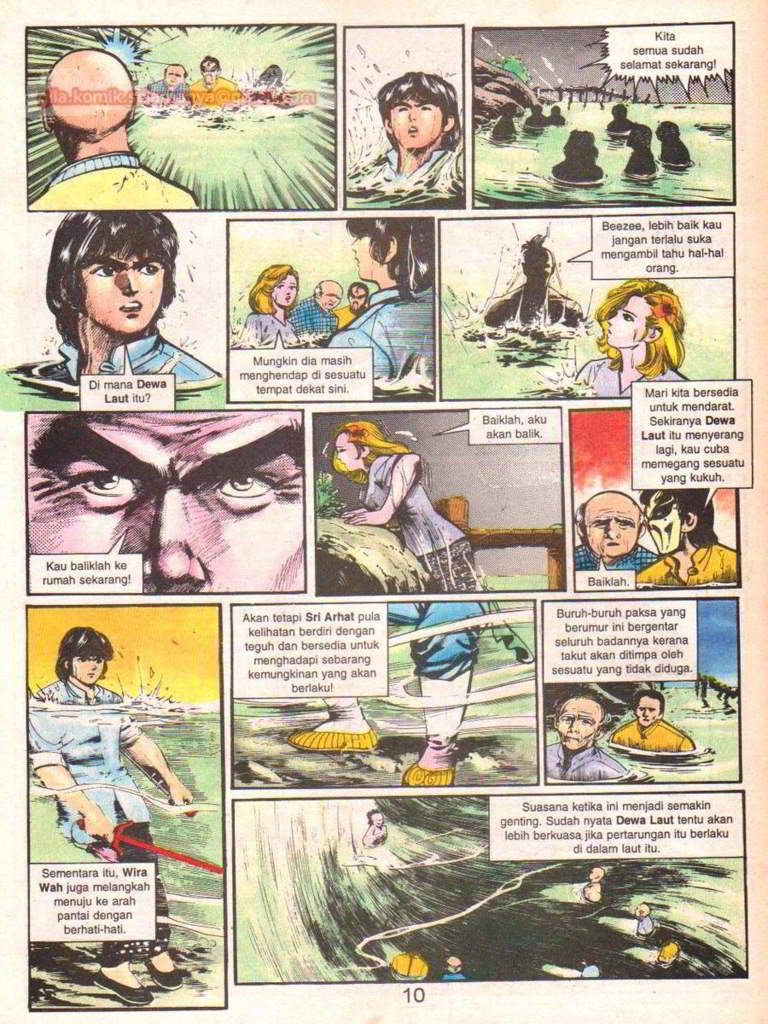 Kita
semua sudah
selamat sekarang!
Di mana Dewa
Laut itu?
Mungkin dia masih
menghendap di sesuatu
tempat dekat sini.
Beezee, lebih baik kau
jangan terlalu suka
mengambil tahu hal-hal
orang.
Kau baliklah ke
rumah sekarang!
Baiklah, aku
akan balik.
Mari kita bersedia
untuk mendarat.
Sekiranya Dewa
Laut itu menyerang
lagi, kau cuba
memegang sesuatu
yang kukuh.
Baiklah.
Sementara itu, Wira
Wah juga melangkah
menuju ke arah
pantai dengan
berhati-hati.
Akan tetapi Sri Arhat pula
kelihatan berdiri dengan
teguh dan bersedia untuk
menghadapi sebarang
kemungkinan yang akan
berlaku!
Buruh-buruh paksa yang
berumur ini bergentar
seluruh badannya kerana
takut akan ditimpa oleh
sesuatu yang tidak diduga.
Suasana ketika ini menjadi semakin
genting. Sudah nyata Dewa Laut tentu akan
lebih berkuasa jika pertarungan itu berlaku
di dalam laut itu.
10